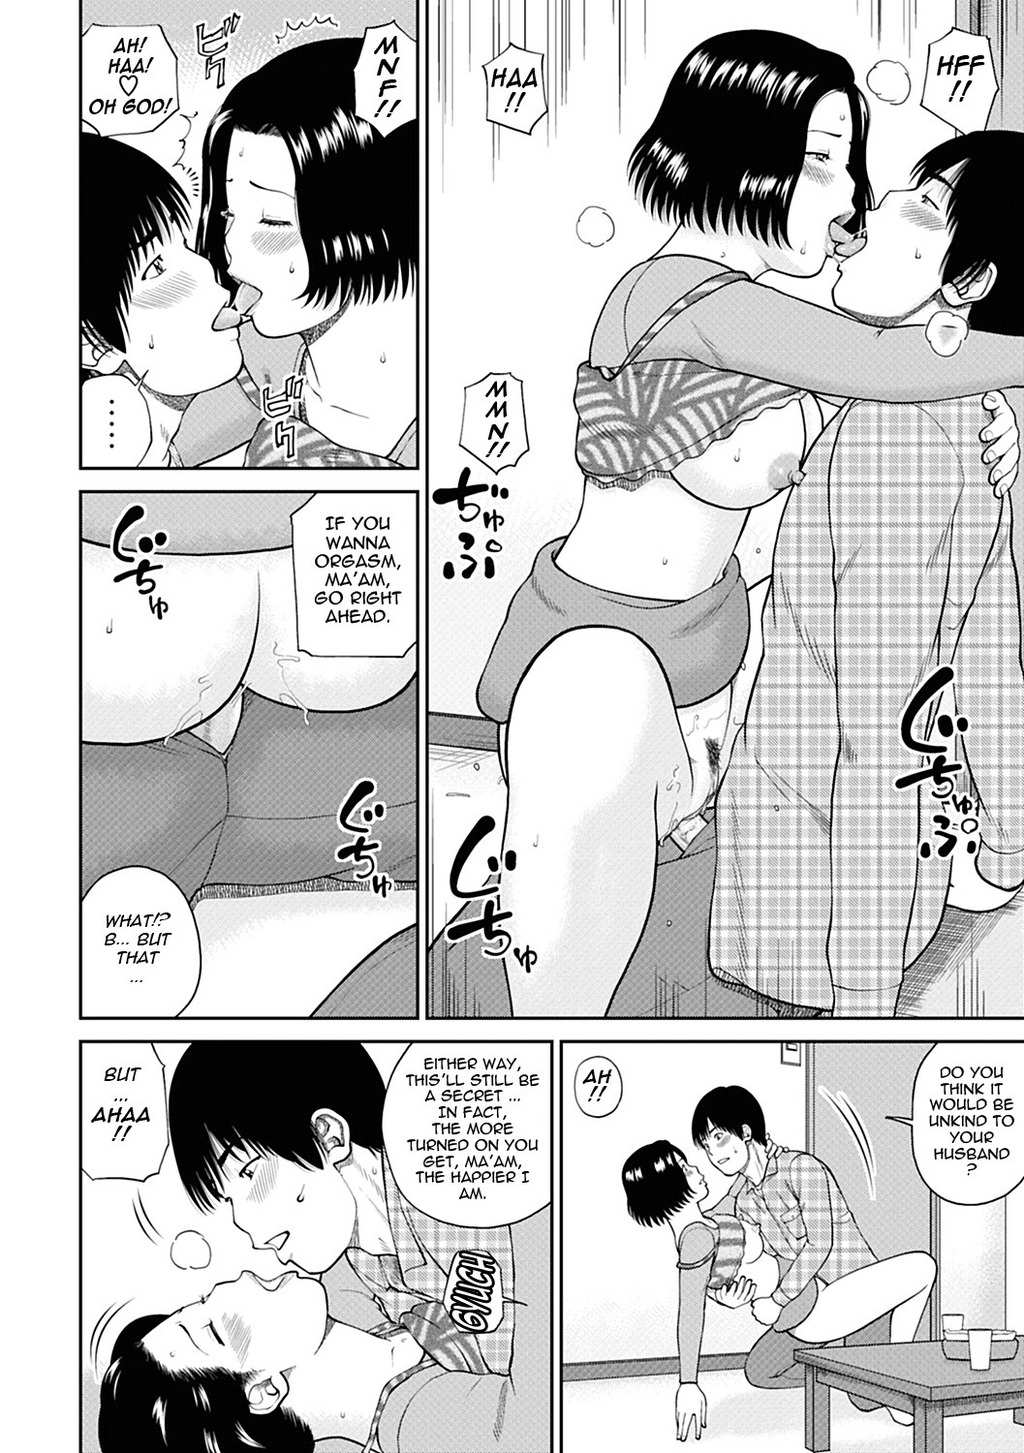 HFF
!!
HAA
!!
MNF!!
AH!
HAA!
♡
OH GOD!
ビク
......
ビク
MMN!!
ぢゅぷ
ぐちゅぷ
ぐちゅ
IF YOU
WANNA
ORGASM,
MA'AM,
GO RIGHT
AHEAD.
ぐちゅ
ぐちゅ
WHAT!?
B... BUT
THAT
...
DO YOU
THINK IT
WOULD BE
UNKIND TO
YOUR
HUSBAND
?
AH
!!
EITHER WAY,
THIS'LL STILL BE
A SECRET ...
IN FACT,
THE MORE
TURNED ON YOU
GET, MA'AM,
THE HAPPIER I
AM.
GYUCH
BUT
...
AHAA
!!